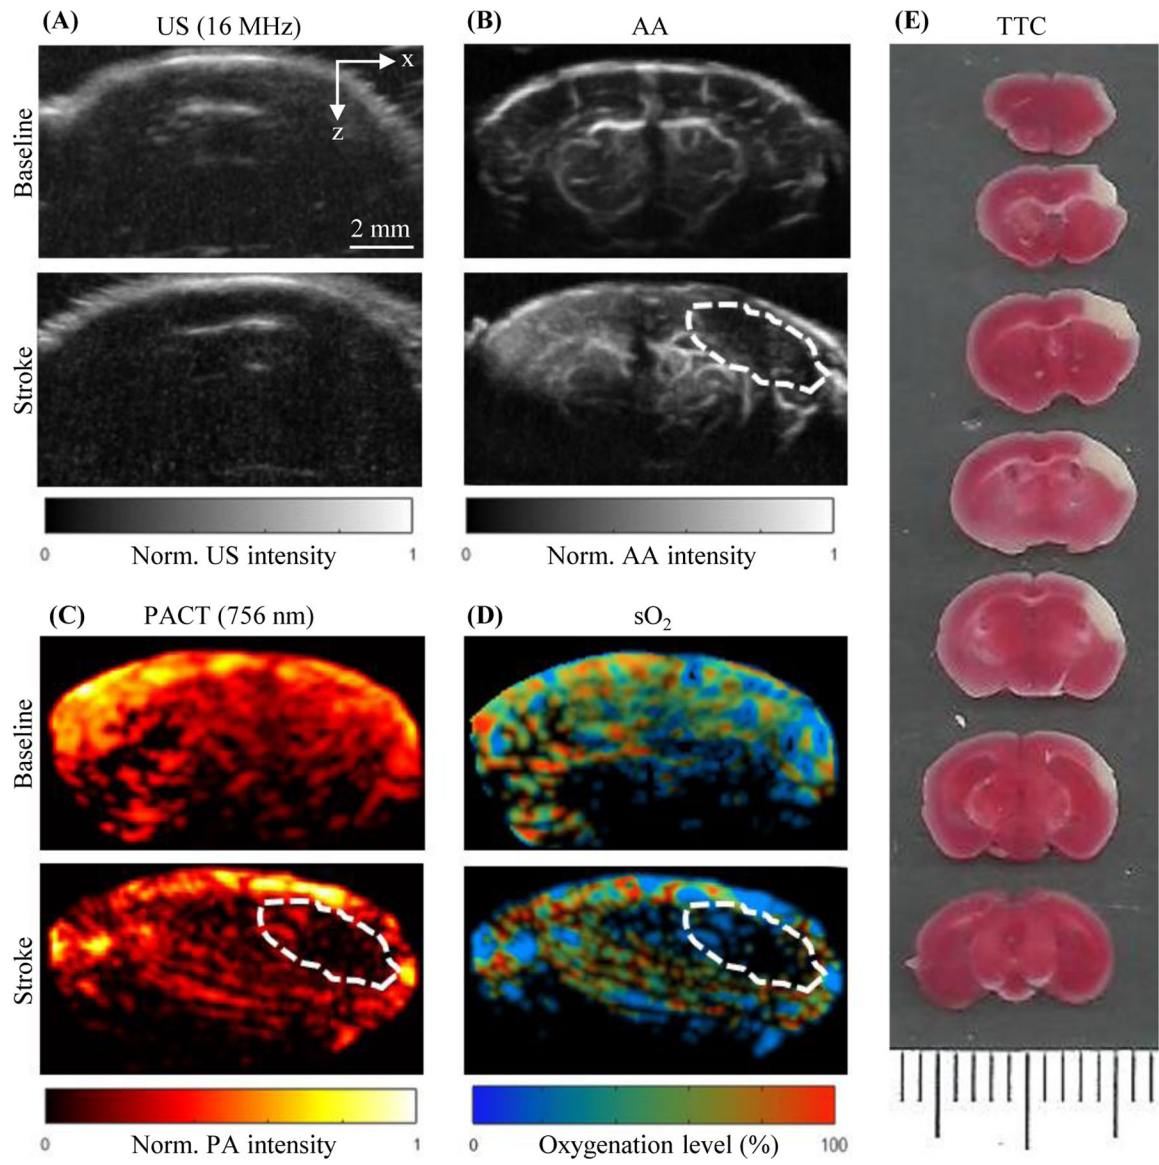 (A) US (16 MHz)
(B) AA
(E) TTC
Baseline
x
z
2 mm
Stroke
0 Norm. US intensity 1
0 Norm. AA intensity 1
(C) PACT (756 nm)
(D) sO₂
Baseline
Stroke
0 Norm. PA intensity 1
0 Oxygenation level (%) 100